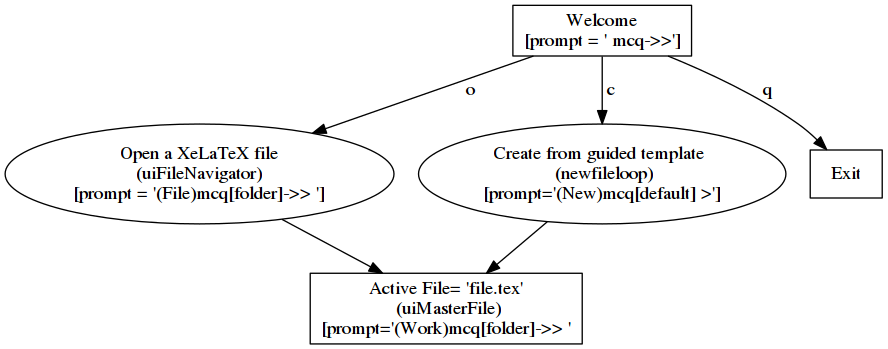 Welcome
[prompt = ' mcq->>']
o
c
q
Open a XeLaTeX file
(uiFileNavigator)
[prompt = '(File)mcq[folder]->> ']
Create from guided template
(newfileloop)
[prompt='(New)mcq[default] >']
Exit
Active File= 'file.tex'
(uiMasterFile)
[prompt='(Work)mcq[folder]->> '